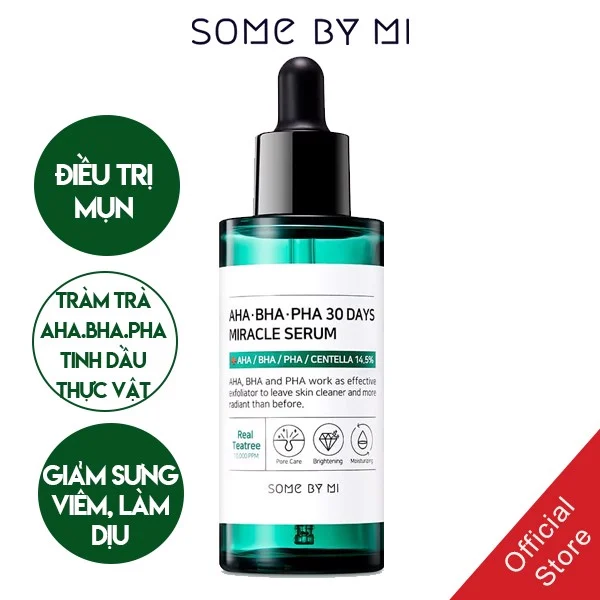 SOME BY MI
ĐIỀU TRỊ
MỤN
TRÀM TRÀ
AHA.BHA.PHA
TINH DẦU
THỰC VẬT
GIẢM SƯNG
VIÊM, LÀM
DỊU
AHA·BHA·PHA 30 DAYS
MIRACLE SERUM
AHA / BHA / PHA / CENTELLA 14.5%
AHA, BHA and PHA work as effective
exfoliator to leave skin cleaner and more
radiant than before.
Real
Teatree
10,000PPM
Pore Care
Brightening
Moisturizing
SOME BY MI
Official
Store